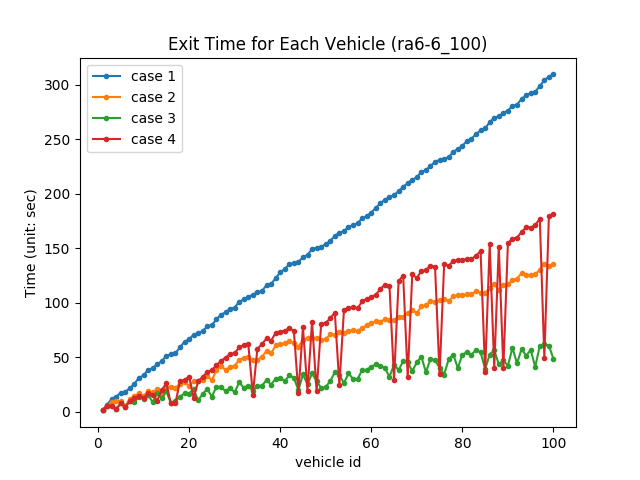 Exit Time for Each Vehicle (ra6-6_100)
case 1
case 2
case 3
case 4
Time (unit: sec)
300
250
200
150
100
50
0
0 20 40 60 80 100
vehicle id